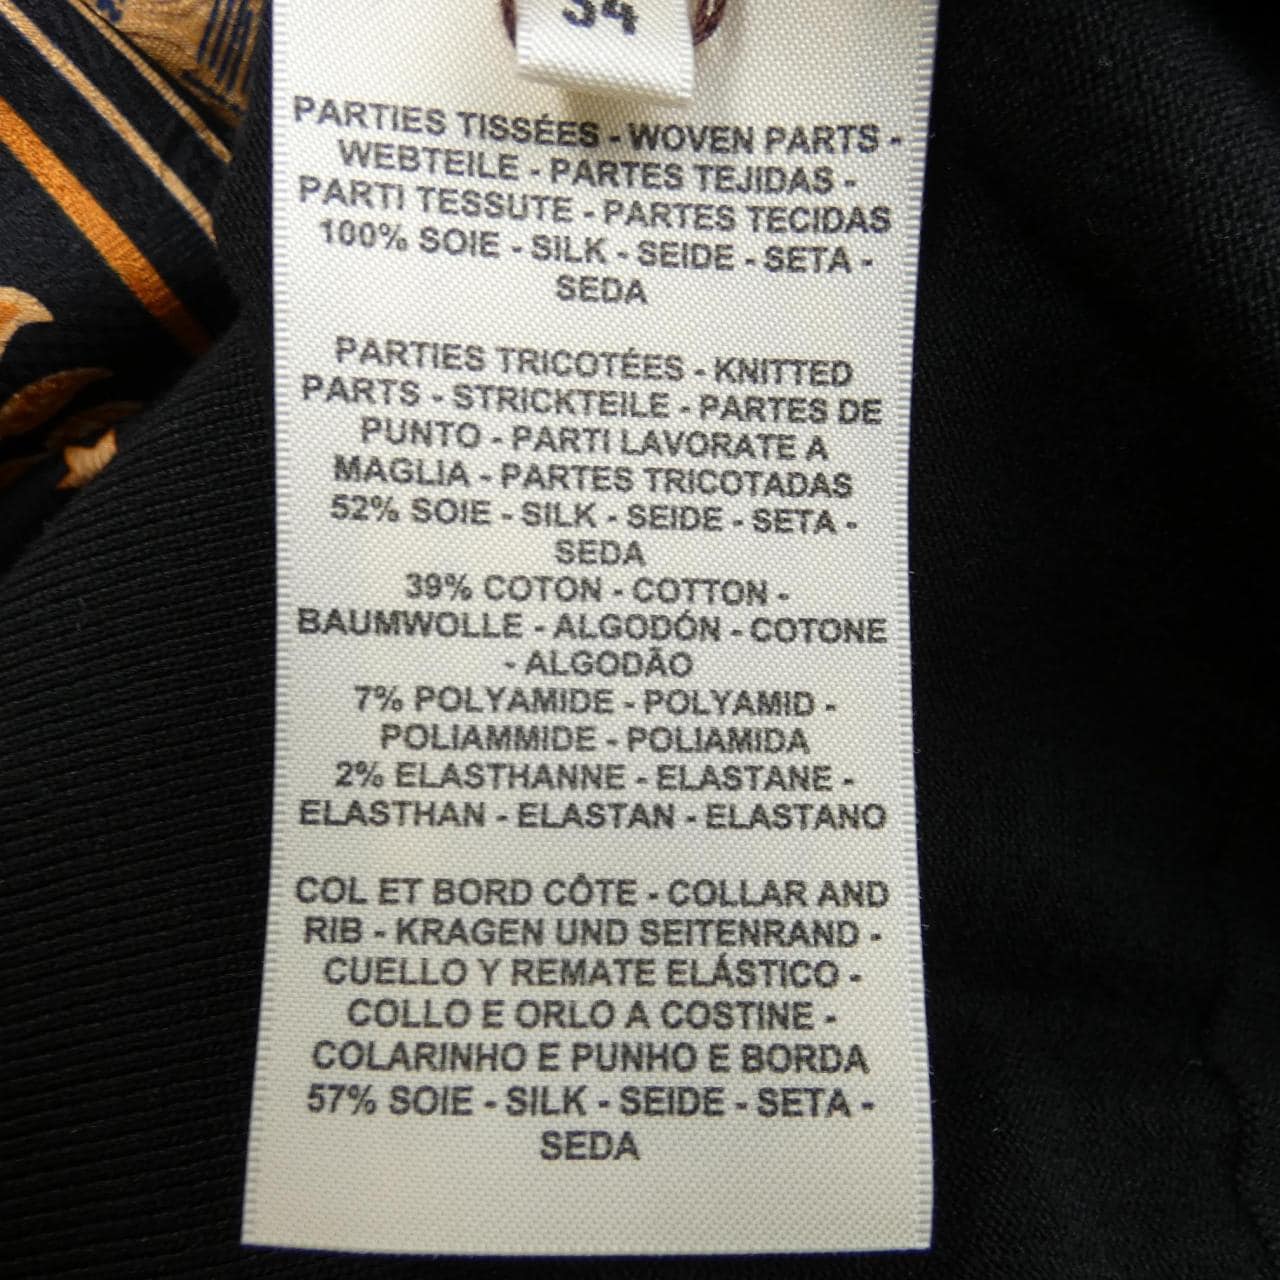 34
PARTIES TISSÉES - WOVEN PARTS -
WEBTEILE - PARTES TEJIDAS -
PARTI TESSUTE - PARTES TECIDAS
100% SOIE - SILK - SEIDE - SETA -
SEDA
PARTIES TRICOTÉES - KNITTED
PARTS - STRICKTEILE - PARTES DE
PUNTO - PARTI LAVORATE A
MAGLIA - PARTES TRICOTADAS
52% SOIE - SILK - SEIDE - SETA -
SEDA
39% COTON - COTTON -
BAUMWOLLE - ALGODÓN - COTONE
- ALGODÃO
7% POLYAMIDE - POLYAMID -
POLIAMMIDE - POLIAMIDA
2% ELASTHANNE - ELASTANE -
ELASTHAN - ELASTAN - ELASTANO
COL ET BORD CÔTE - COLLAR AND
RIB - KRAGEN UND SEITENRAND -
CUELLO Y REMATE ELÁSTICO -
COLLO E ORLO A COSTINE -
COLARINHO E PUNHO E BORDA
57% SOIE - SILK - SEIDE - SETA -
SEDA